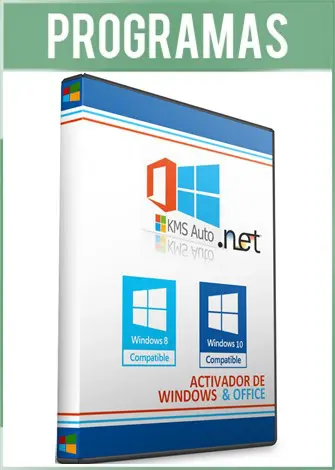 PROGRAMAS
KMS Auto .net
Windows 8
Compatible
Windows 10
Compatible
ACTIVADOR DE
WINDOWS & OFFICE